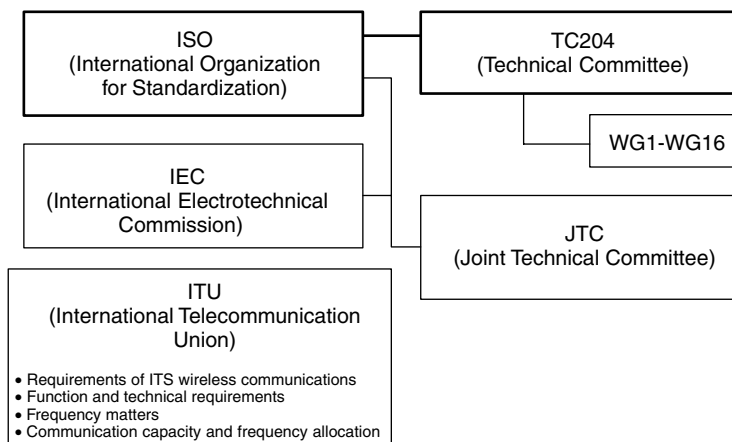 ISO
(International Organization
for Standardization)
TC204
(Technical Committee)
WG1-WG16
IEC
(International Electrotechnical
Commission)
JTC
(Joint Technical Committee)
ITU
(International Telecommunication
Union)
• Requirements of ITS wireless communications
• Function and technical requirements
• Frequency matters
• Communication capacity and frequency allocation